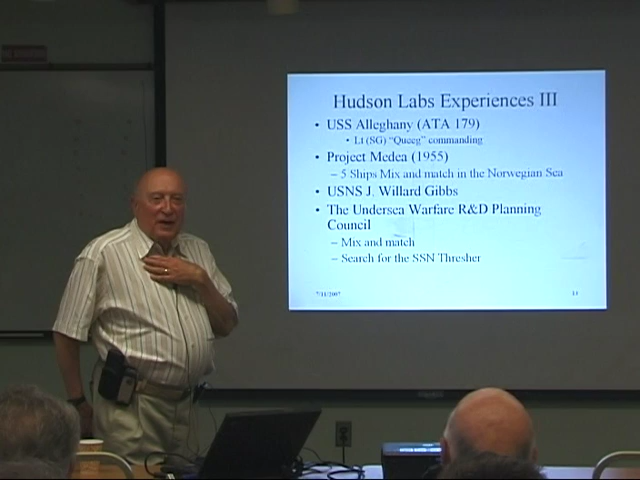 Hudson Labs Experiences III
• USS Alleghany (ATA 179)
• Lt (SG) "Queeg" commanding
• Project Medea (1955)
– 5 Ships Mix and match in the Norwegian Sea
• USNS J. Willard Gibbs
• The Undersea Warfare R&D Planning
Council
– Mix and match
– Search for the SSN Thresher
7/11/2007